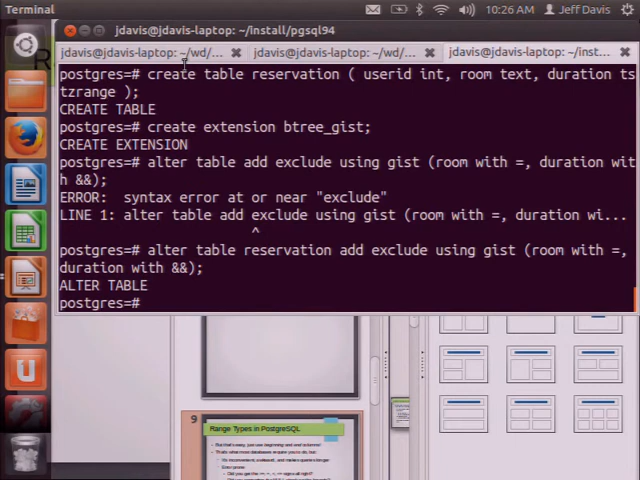 Terminal
10:26 AM
Jeff Davis
jdavis@jdavis-laptop: ~/install/pgsql94
jdavis@jdavis-laptop: ~/wd/...
jdavis@jdavis-laptop: ~/wd/...
jdavis@jdavis-laptop: ~/inst...
postgres=# create table reservation ( userid int, room text, duration ts
tzrange );
CREATE TABLE
postgres=# create extension btree_gist;
CREATE EXTENSION
postgres=# alter table add exclude using gist (room with =, duration wit
h &&);
ERROR:  syntax error at or near "exclude"
LINE 1: alter table add exclude using gist (room with =, duration wi...
^
postgres=# alter table reservation add exclude using gist (room with =,
duration with &&);
ALTER TABLE
postgres=#
9
Range Types in PostgreSQL